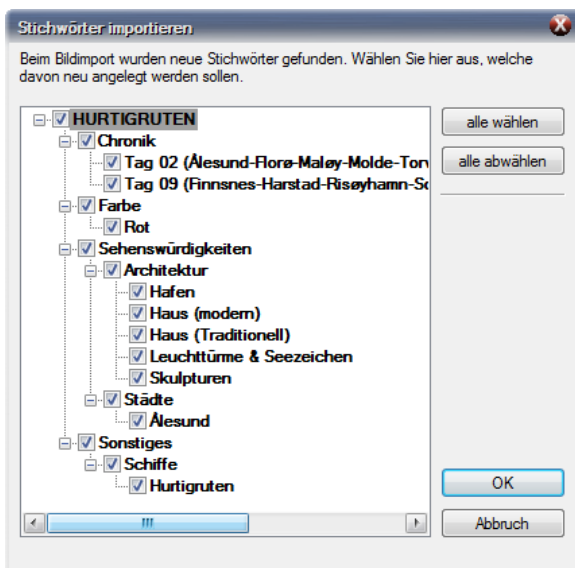 Stichwörter importieren
Beim Bildimport wurden neue Stichwörter gefunden. Wählen Sie hier aus, welche
davon neu angelegt werden sollen.
HURTIGRUTEN
alle wählen
Chronik
Tag 02 (Ålesund-Florø-Maløy-Molde-Torv
alle abwählen
Tag 09 (Finnsnes-Harstad-Risøyhamn-So
Farbe
Rot
Sehenswürdigkeiten
Architektur
Hafen
Haus (modern)
Haus (Traditionell)
Leuchttürme & Seezeichen
Skulpturen
Städte
Ålesund
Sonstiges
Schiffe
Hurtigruten
OK
Abbruch